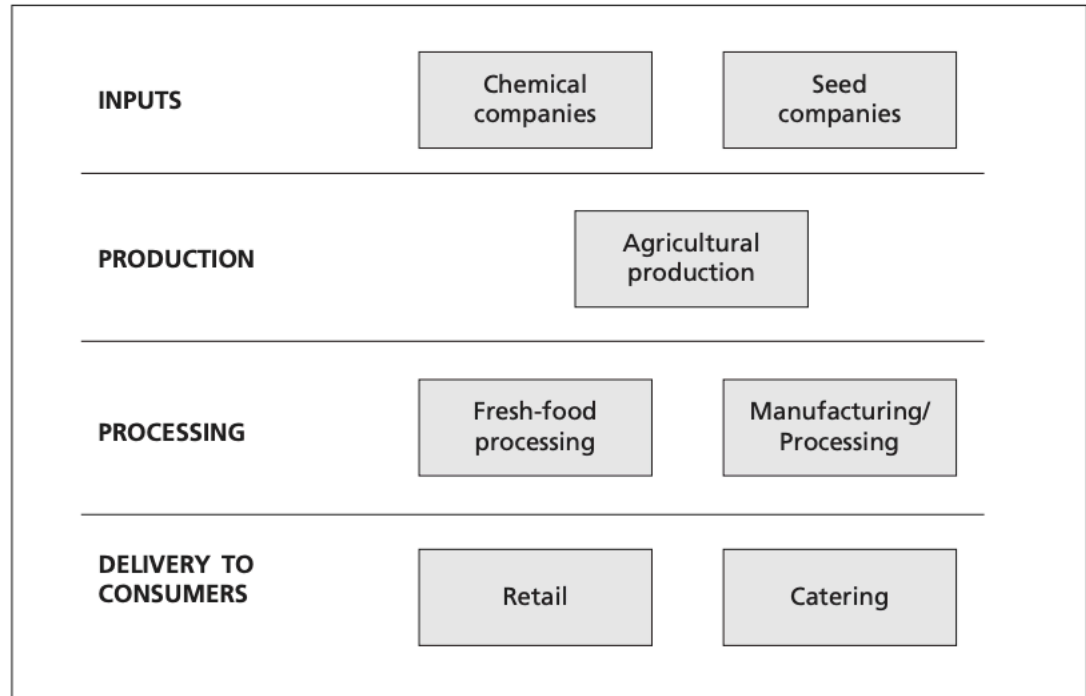 INPUTS
Chemical
companies
Seed
companies
PRODUCTION
Agricultural
production
PROCESSING
Fresh-food
processing
Manufacturing/
Processing
DELIVERY TO
CONSUMERS
Retail
Catering